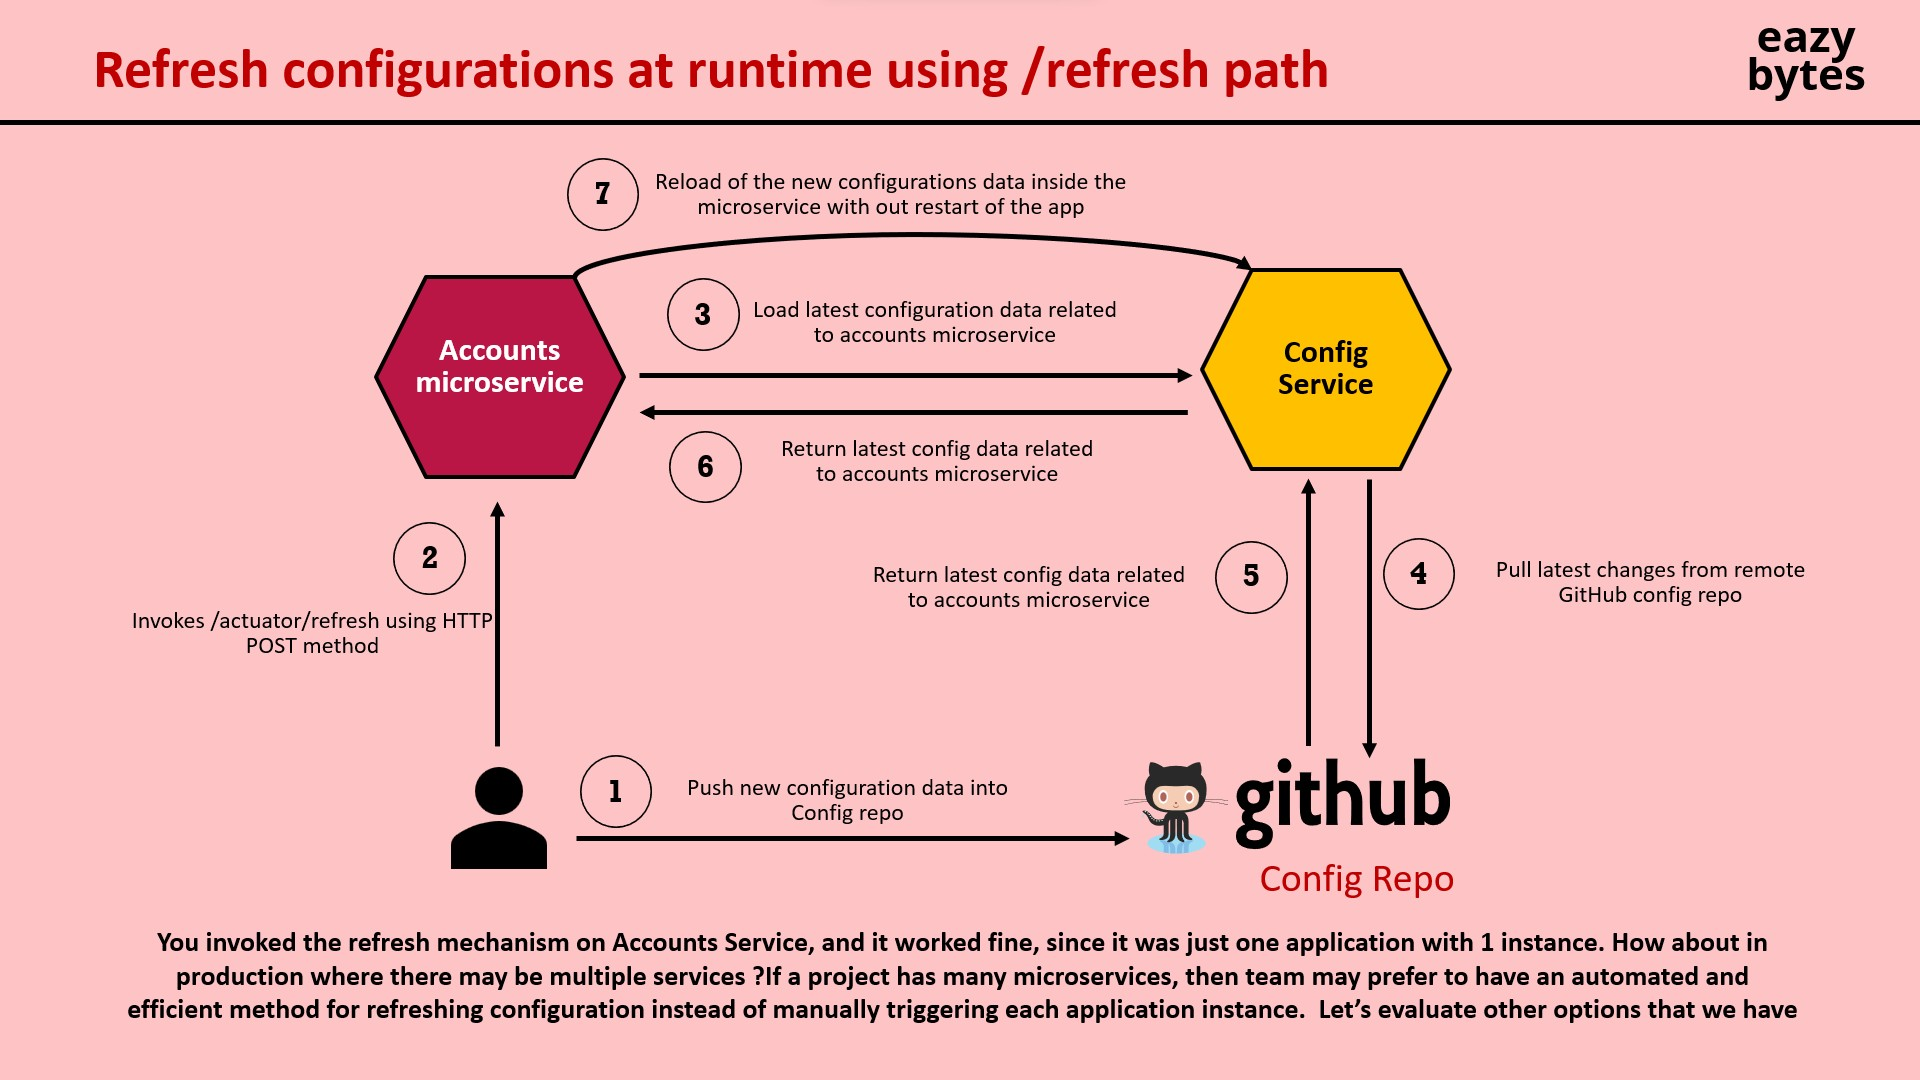 Refresh configurations at runtime using /refresh path
eazy
bytes
7
Reload of the new configurations data inside the
microservice with out restart of the app
3
Load latest configuration data related
to accounts microservice
Accounts
microservice
Config
Service
6
Return latest config data related
to accounts microservice
2
Invokes /actuator/refresh using HTTP
POST method
Return latest config data related
to accounts microservice
5
4
Pull latest changes from remote
GitHub config repo
1
Push new configuration data into
Config repo
github
Config Repo
You invoked the refresh mechanism on Accounts Service, and it worked fine, since it was just one application with 1 instance. How about in
production where there may be multiple services ?If a project has many microservices, then team may prefer to have an automated and
efficient method for refreshing configuration instead of manually triggering each application instance.  Let’s evaluate other options that we have